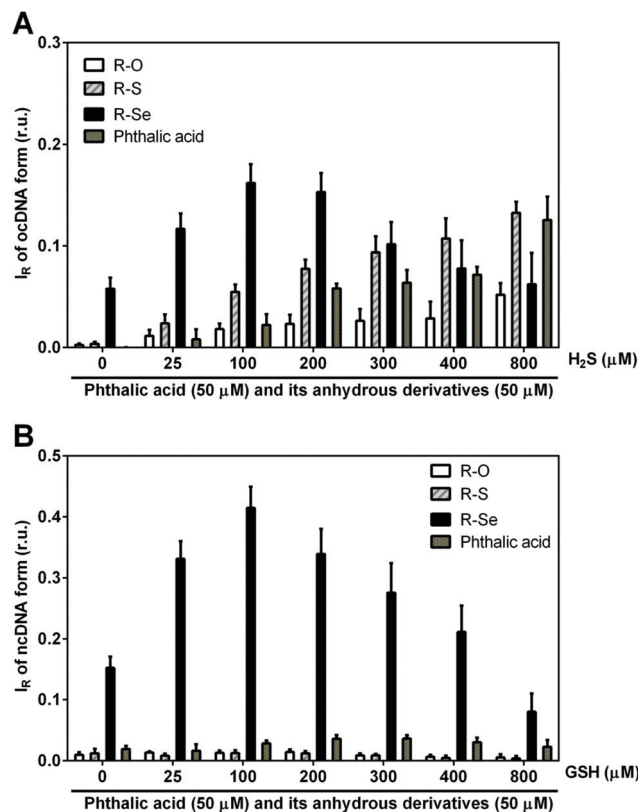 A
I_R of ocDNA form (r.u.)
0.3
0.2
0.1
0.0
R-O
R-S
R-Se
Phthalic acid
0 25 100 200 300 400 800 H₂S (μM)
Phthalic acid (50 μM) and its anhydrous derivatives (50 μM)
B
I_R of ncDNA form (r.u.)
0.5
0.4
0.3
0.2
0.1
0.0
R-O
R-S
R-Se
Phthalic acid
0 25 100 200 300 400 800 GSH (μM)
Phthalic acid (50 μM) and its anhydrous derivatives (50 μM)